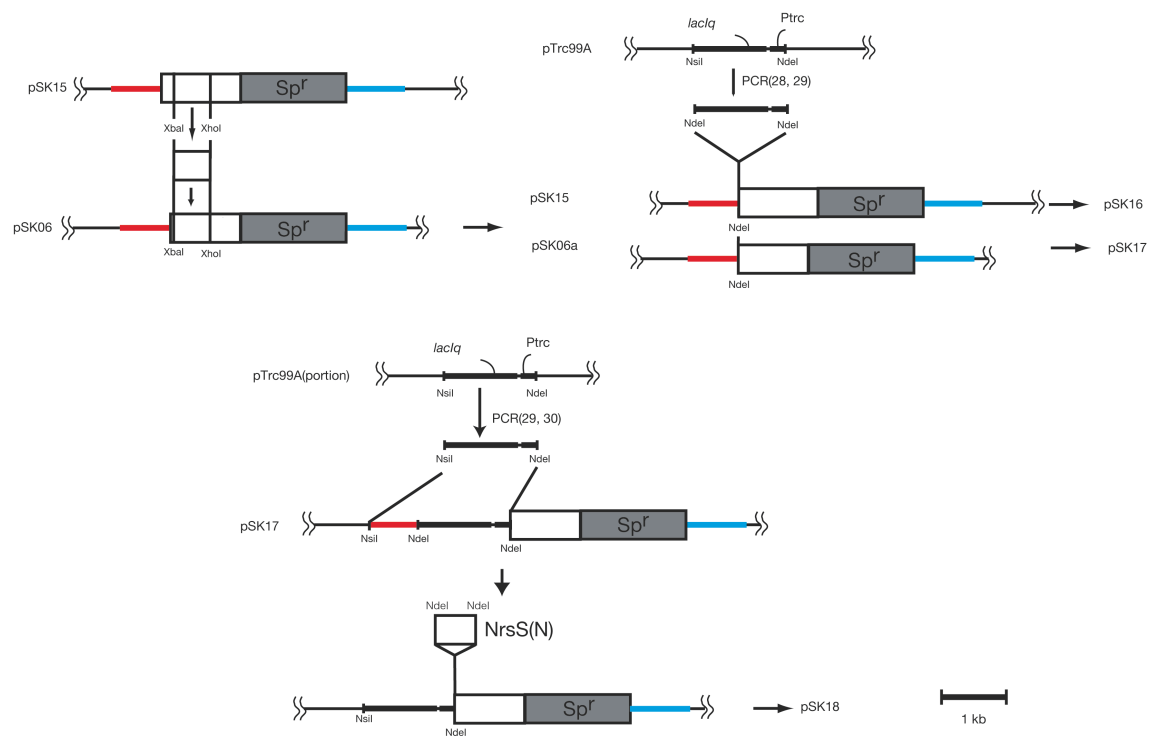 lacIq
Ptrc
pTrc99A
NsiI
NdeI
PCR(28, 29)
NdeI
NdeI
pSK15
Spr
XbaI
XhoI
pSK06
Spr
XbaI
XhoI
pSK15
Spr
pSK16
NdeI
pSK06a
Spr
pSK17
NdeI
lacIq
Ptrc
pTrc99A(portion)
NsiI
NdeI
PCR(29, 30)
NsiI
NdeI
pSK17
Spr
NsiI
NdeI
NdeI
NdeI
NdeI
NrsS(N)
Spr
pSK18
NsiI
NdeI
1 kb